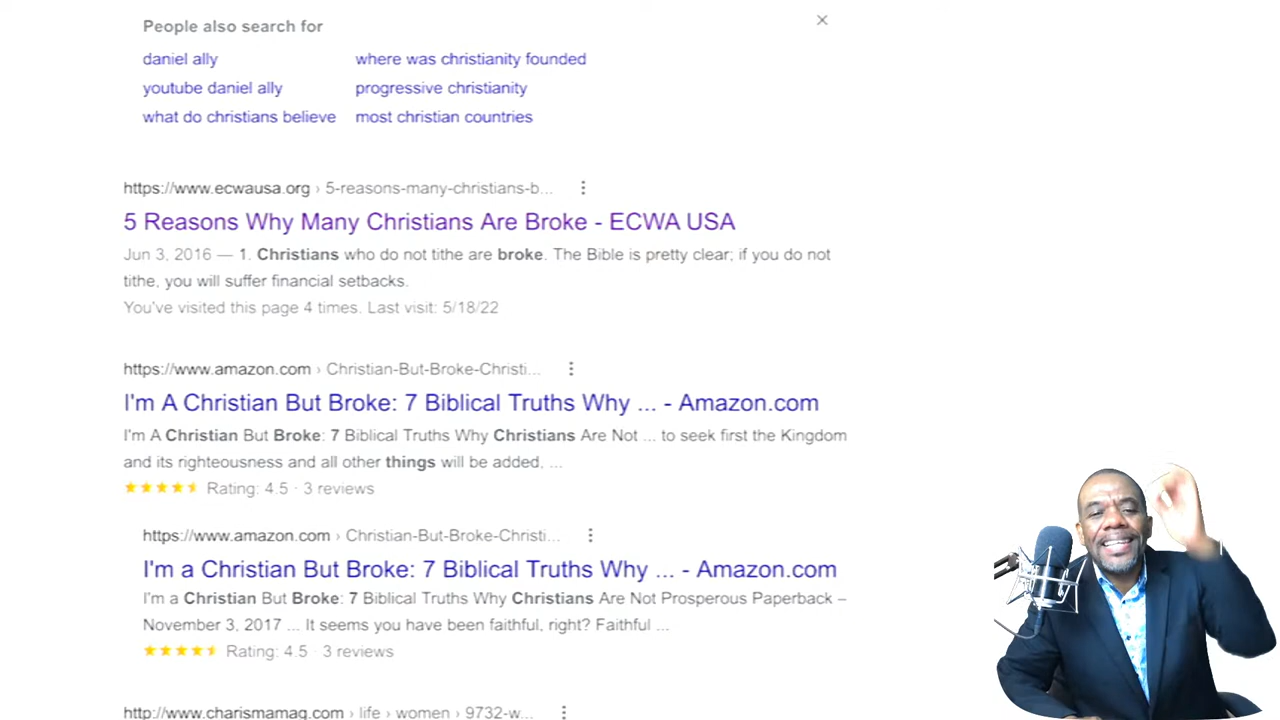 People also search for
daniel ally
where was christianity founded
youtube daniel ally
progressive christianity
what do christians believe
most christian countries
https://www.ecwausa.org › 5-reasons-many-christians-b...
5 Reasons Why Many Christians Are Broke - ECWA USA
Jun 3, 2016 — 1. Christians who do not tithe are broke. The Bible is pretty clear; if you do not
tithe, you will suffer financial setbacks.
You've visited this page 4 times. Last visit: 5/18/22
https://www.amazon.com › Christian-But-Broke-Christi...
I'm A Christian But Broke: 7 Biblical Truths Why ... - Amazon.com
I'm A Christian But Broke: 7 Biblical Truths Why Christians Are Not ... to seek first the Kingdom
and its righteousness and all other things will be added, ...
Rating: 4.5 · 3 reviews
https://www.amazon.com › Christian-But-Broke-Christi...
I'm a Christian But Broke: 7 Biblical Truths Why ... - Amazon.com
I'm a Christian But Broke: 7 Biblical Truths Why Christians Are Not Prosperous Paperback –
November 3, 2017 ... It seems you have been faithful, right? Faithful ...
Rating: 4.5 · 3 reviews
http://www.charismamag.com › life › women › 9732-w...